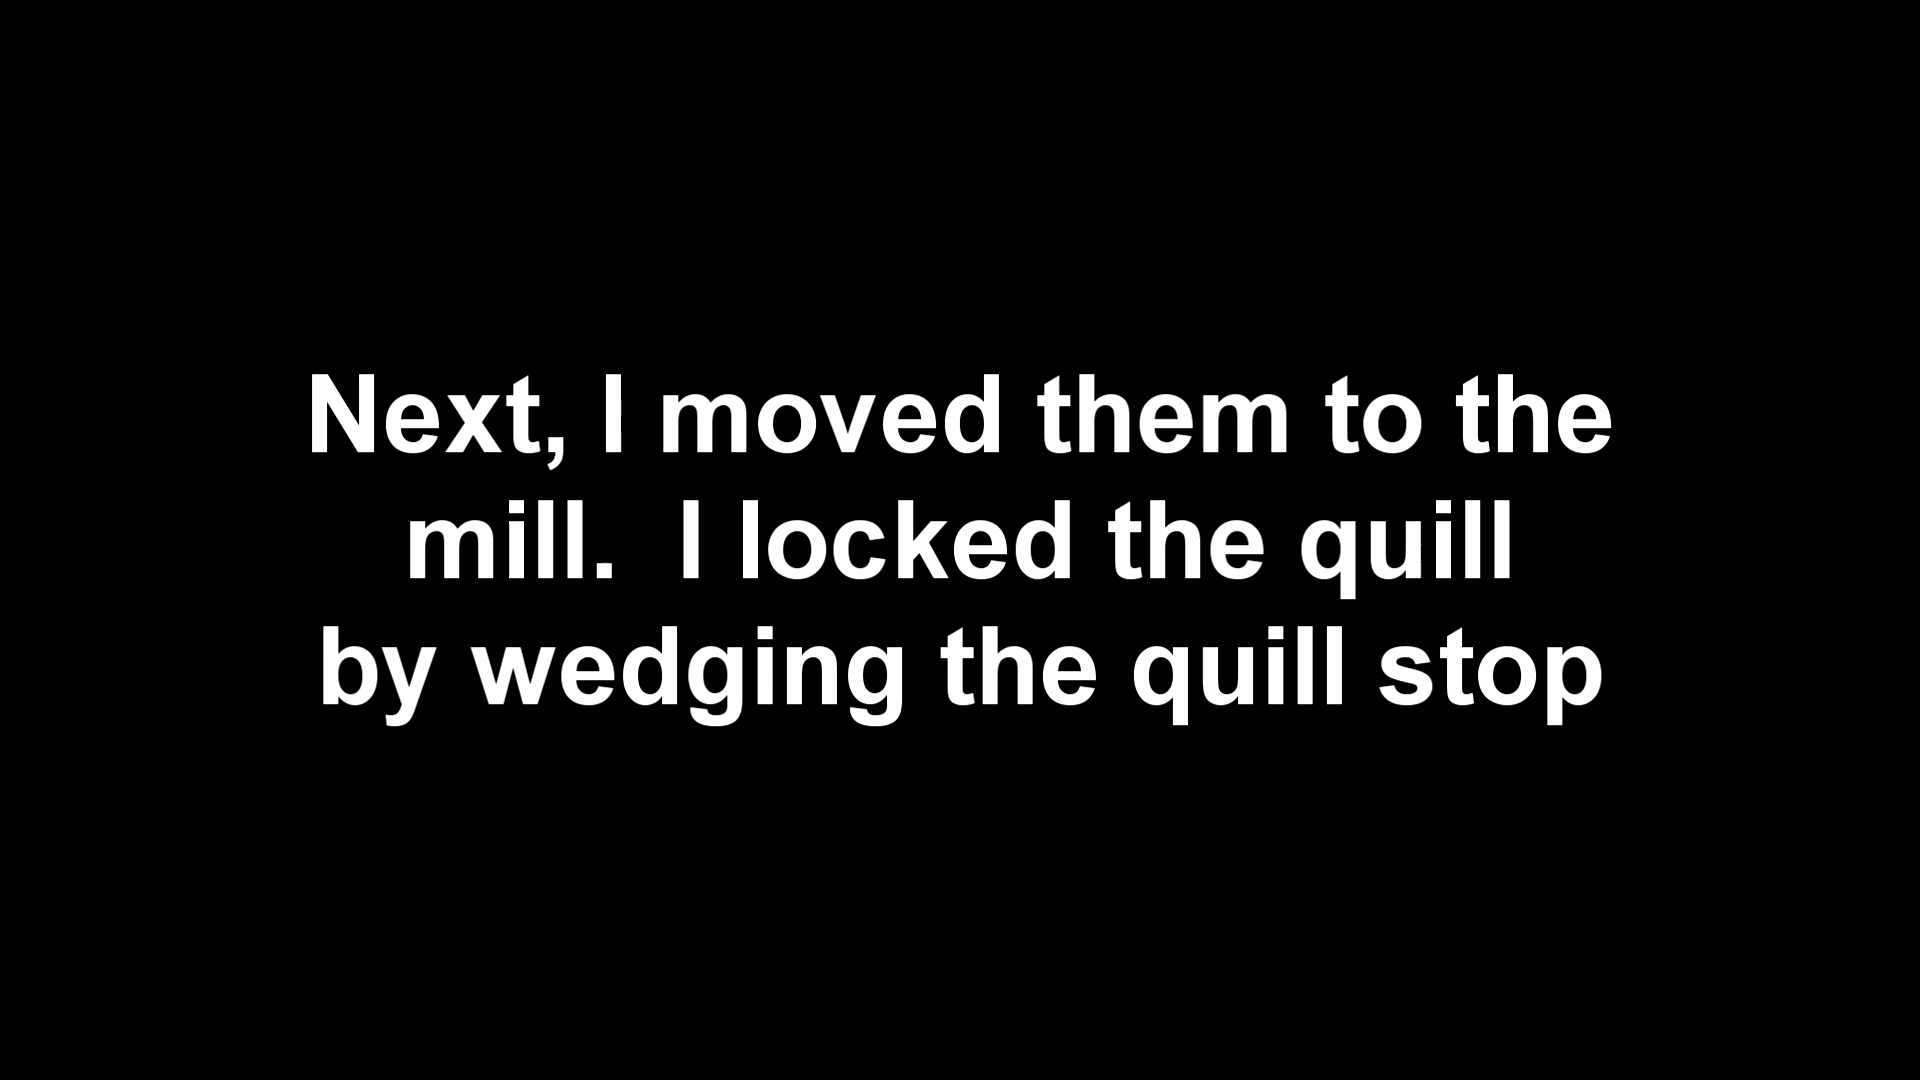 Next, I moved them to the
mill.  I locked the quill
by wedging the quill stop